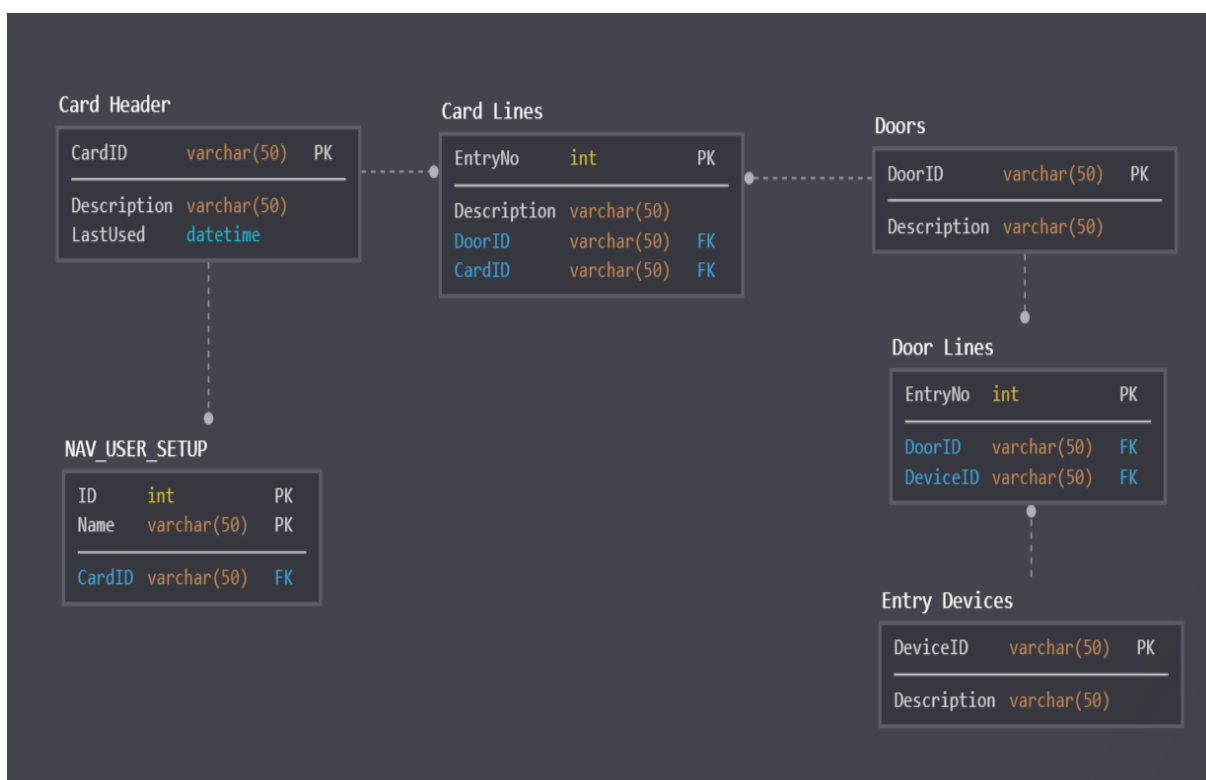 Card Header
CardID varchar(50) PK
Description varchar(50)
LastUsed datetime
Card Lines
EntryNo int PK
Description varchar(50)
DoorID varchar(50) FK
CardID varchar(50) FK
Doors
DoorID varchar(50) PK
Description varchar(50)
Door Lines
EntryNo int PK
DoorID varchar(50) FK
DeviceID varchar(50) FK
NAV_USER_SETUP
ID int PK
Name varchar(50) PK
CardID varchar(50) FK
Entry Devices
DeviceID varchar(50) PK
Description varchar(50)